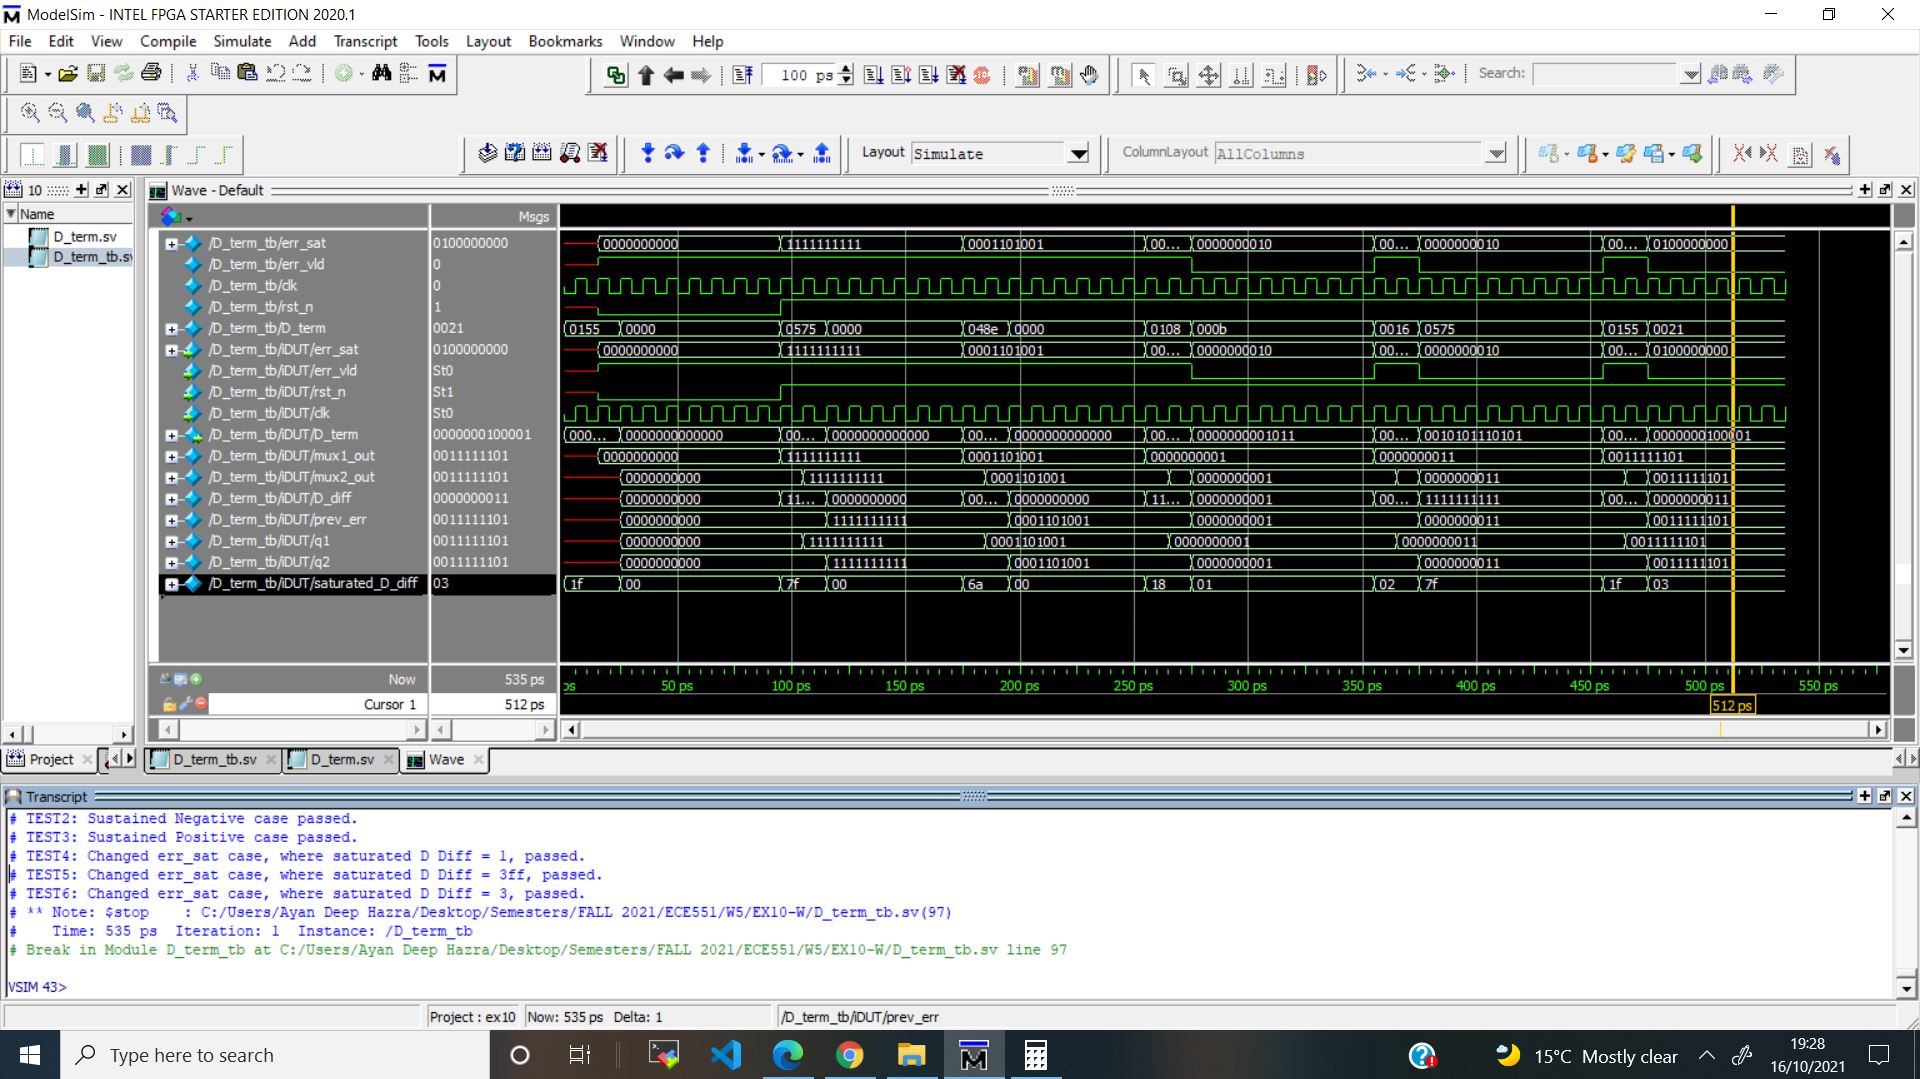 ModelSim - INTEL FPGA STARTER EDITION 2020.1
File Edit View Compile Simulate Add Transcript Tools Layout Bookmarks Window Help
100 ps
Search:
Layout Simulate
ColumnLayout AllColumns
10
Wave - Default
Name
Msgs
D_term.sv
D_term_tb.sv
/D_term_tb/err_sat 0100000000 0000000000 1111111111 0001101001 00... 0000000010 00... 0000000010 00... 0100000000
/D_term_tb/err_vld 0
/D_term_tb/clk 0
/D_term_tb/rst_n 1
/D_term_tb/D_term 0021 0155 0000 0575 0000 048e 0000 0108 000b 0016 0575 0155 0021
/D_term_tb/iDUT/err_sat 0100000000 0000000000 1111111111 0001101001 00... 0000000010 00... 0000000010 00... 0100000000
/D_term_tb/iDUT/err_vld St0
/D_term_tb/iDUT/rst_n St1
/D_term_tb/iDUT/clk St0
/D_term_tb/iDUT/D_term 0000000100001 000... 0000000000000 00... 0000000000000 00... 0000000000000 00... 0000000001011 00... 0010101110101 00... 0000000100001
/D_term_tb/iDUT/mux1_out 0011111101 0000000000 1111111111 0001101001 0000000001 0000000011 0011111101
/D_term_tb/iDUT/mux2_out 0011111101 0000000000 1111111111 0001101001 0000000001 0000000011 0011111101
/D_term_tb/iDUT/D_diff 0000000011 0000000000 11... 0000000000 00... 0000000000 11... 0000000001 00... 1111111111 00... 0000000011
/D_term_tb/iDUT/prev_err 0011111101 0000000000 1111111111 0001101001 0000000001 0000000011 0011111101
/D_term_tb/iDUT/q1 0011111101 0000000000 1111111111 0001101001 0000000001 0000000011 0011111101
/D_term_tb/iDUT/q2 0011111101 0000000000 1111111111 0001101001 0000000001 0000000011 0011111101
/D_term_tb/iDUT/saturated_D_diff 03 1f 00 7f 00 6a 00 18 01 02 7f 1f 03
Now 535 ps ps 50 ps 100 ps 150 ps 200 ps 250 ps 300 ps 350 ps 400 ps 450 ps 500 ps 550 ps
Cursor 1 512 ps 512 ps
Project D_term_tb.sv D_term.sv Wave
Transcript
# TEST2: Sustained Negative case passed.
# TEST3: Sustained Positive case passed.
# TEST4: Changed err_sat case, where saturated D Diff = 1, passed.
# TEST5: Changed err_sat case, where saturated D Diff = 3ff, passed.
# TEST6: Changed err_sat case, where saturated D Diff = 3, passed.
# ** Note: $stop : C:/Users/Ayan Deep Hazra/Desktop/Semesters/FALL 2021/ECE551/W5/EX10-W/D_term_tb.sv(97)
# Time: 535 ps Iteration: 1 Instance: /D_term_tb
# Break in Module D_term_tb at C:/Users/Ayan Deep Hazra/Desktop/Semesters/FALL 2021/ECE551/W5/EX10-W/D_term_tb.sv line 97
VSIM 43>
Project : ex10 Now: 535 ps Delta: 1 /D_term_tb/iDUT/prev_err
Type here to search
15°C Mostly clear
19:28
16/10/2021